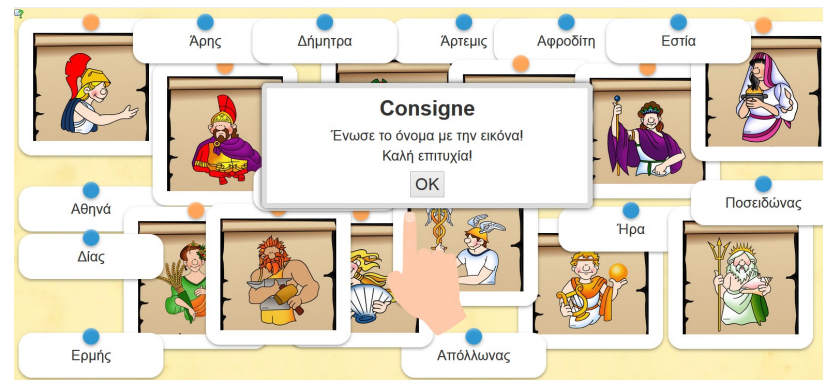 Άρης
Δήμητρα
Άρτεμις
Αφροδίτη
Εστία
Consigne
Ένωσε το όνομα με την εικόνα!
Καλή επιτυχία!
OK
Αθηνά
Ποσειδώνας
Ήρα
Δίας
Ερμής
Απόλλωνας